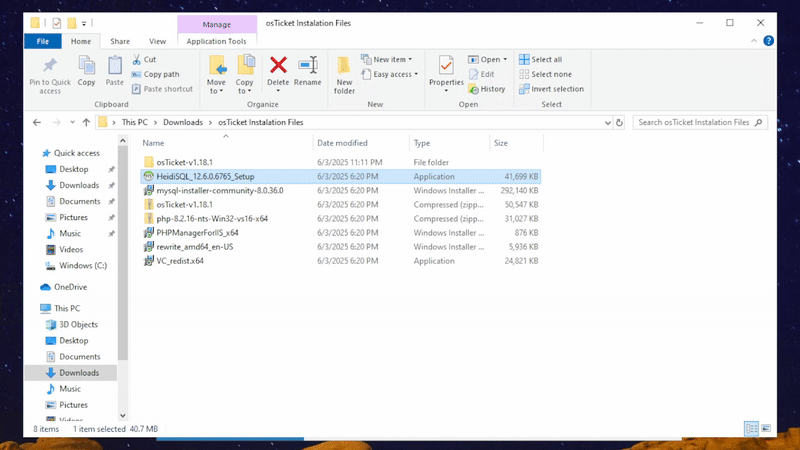 Manage
osTicket Instalation Files
File
Home
Share
View
Application Tools
Pin to Quick access
Copy
Paste
Cut
Copy path
Paste shortcut
Clipboard
Move to
Copy to
Delete
Rename
Organize
New folder
New item
Easy access
New
Properties
Open
Edit
History
Open
Select all
Select none
Invert selection
Select
This PC > Downloads > osTicket Instalation Files
Search osTicket Instalation Files
Name Date modified Type Size
osTicket-v1.18.1 6/3/2025 11:11 PM File folder
HeidiSQL_12.6.0.6765_Setup 6/3/2025 6:20 PM Application 41,699 KB
mysql-installer-community-8.0.36.0 6/3/2025 6:20 PM Windows Installer ... 292,140 KB
osTicket-v1.18.1 6/3/2025 6:20 PM Compressed (zipp... 50,547 KB
php-8.2.16-nts-Win32-vs16-x64 6/3/2025 6:20 PM Compressed (zipp... 31,027 KB
PHPManagerForIIS_x64 6/3/2025 6:20 PM Windows Installer ... 876 KB
rewrite_amd64_en-US 6/3/2025 6:20 PM Windows Installer ... 5,936 KB
VC_redist.x64 6/3/2025 6:20 PM Application 24,821 KB
Quick access
Desktop
Downloads
Documents
Pictures
Music
Videos
Windows (C:)
OneDrive
This PC
3D Objects
Desktop
Documents
Downloads
Music
Pictures
Videos
8 items 1 item selected 40.7 MB